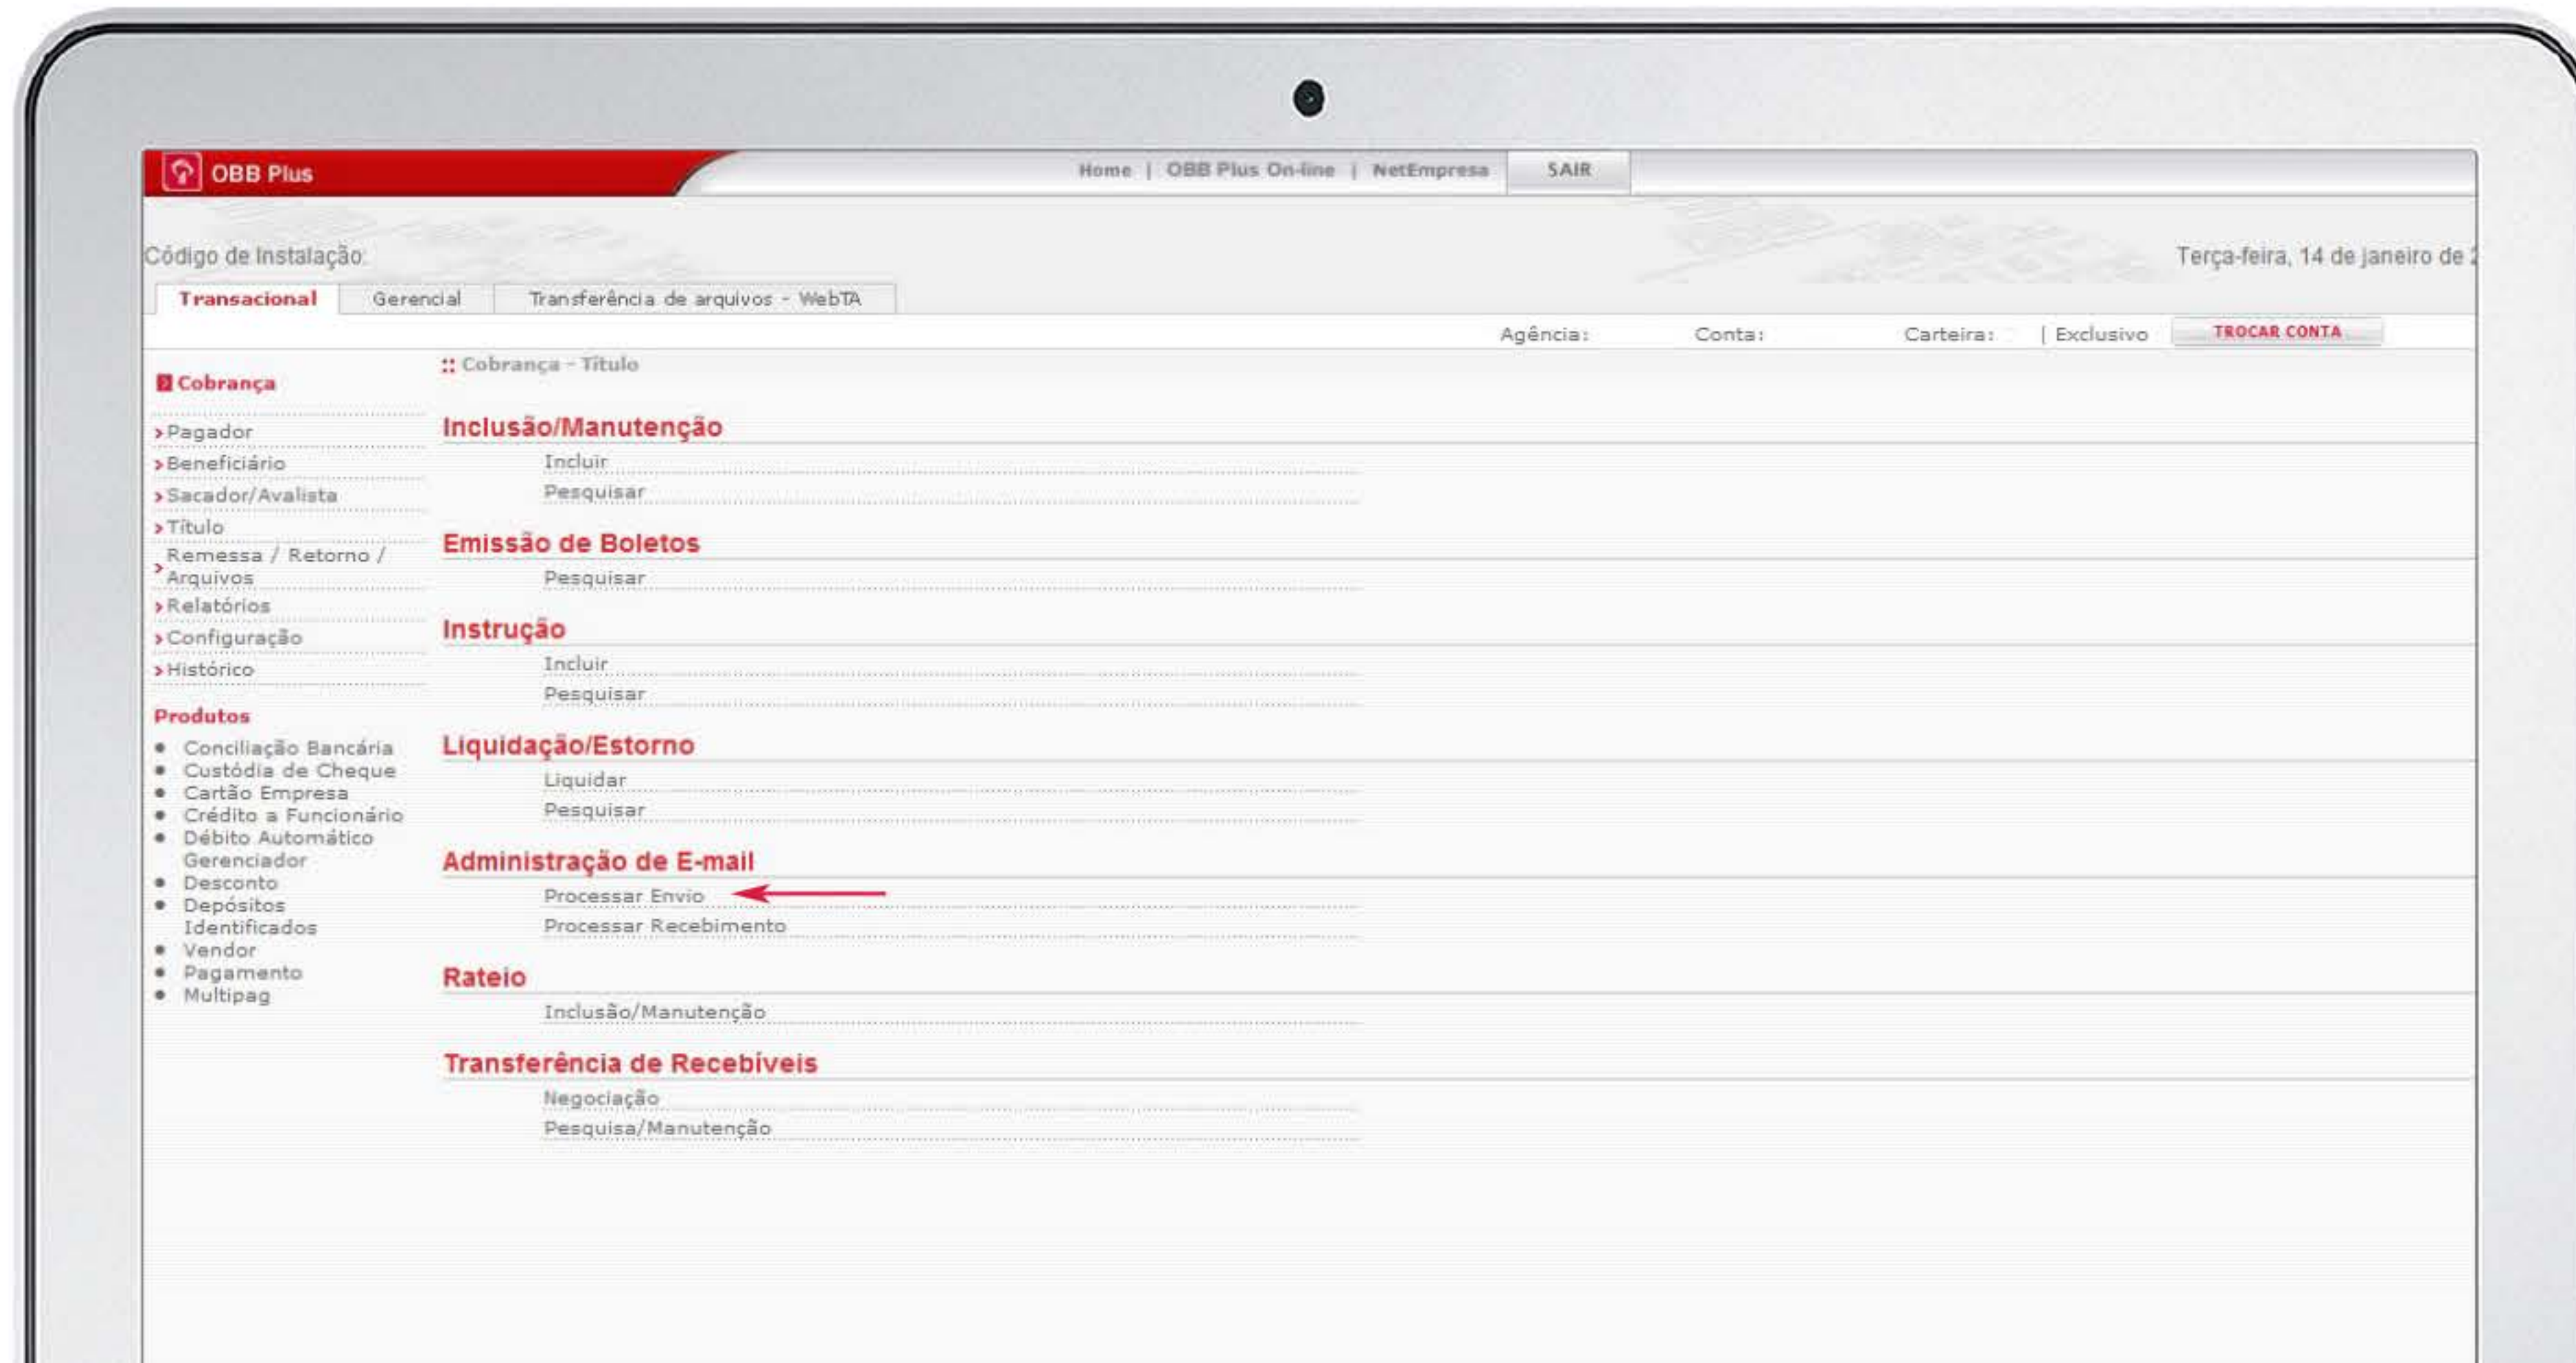 OBB Plus
Home | OBB Plus On-line | NetEmpresa SAIR
Código de Instalação:
Terça-feira, 14 de janeiro de
Transacional Gerencial Transferência de arquivos - WebTA
Agência: Conta: Carteira: | Exclusivo TROCAR CONTA
Cobrança
Pagador
Beneficiário
Sacador/Avalista
Título
Remessa / Retorno /
Arquivos
Relatórios
Configuração
Histórico
Produtos
Conciliação Bancária
Custódia de Cheque
Cartão Empresa
Crédito a Funcionário
Débito Automático
Gerenciador
Desconto
Depósitos
Identificados
Vendor
Pagamento
Multipag
:: Cobrança - Título
Inclusão/Manutenção
Incluir
Pesquisar
Emissão de Boletos
Pesquisar
Instrução
Incluir
Pesquisar
Liquidação/Estorno
Liquidar
Pesquisar
Administração de E-mail
Processar Envio
Processar Recebimento
Rateio
Inclusão/Manutenção
Transferência de Recebíveis
Negociação
Pesquisa/Manutenção